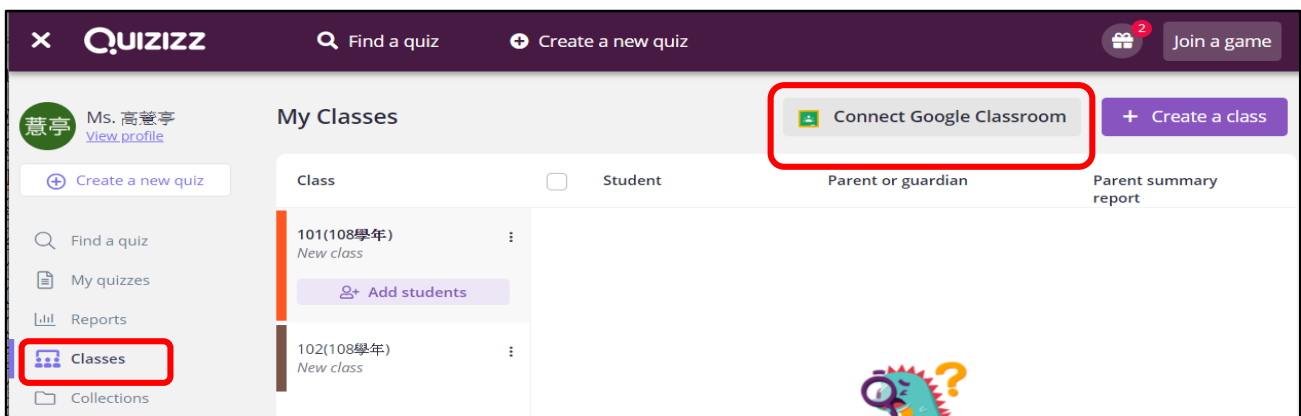 QUIZIZZ
Find a quiz
Create a new quiz
2
Join a game
薏亭
Ms. 高薏亭
View profile
My Classes
Connect Google Classroom
+ Create a class
Create a new quiz
Class
Student
Parent or guardian
Parent summary
report
Find a quiz
My quizzes
Reports
Classes
Collections
101(108學年)
New class
Add students
102(108學年)
New class